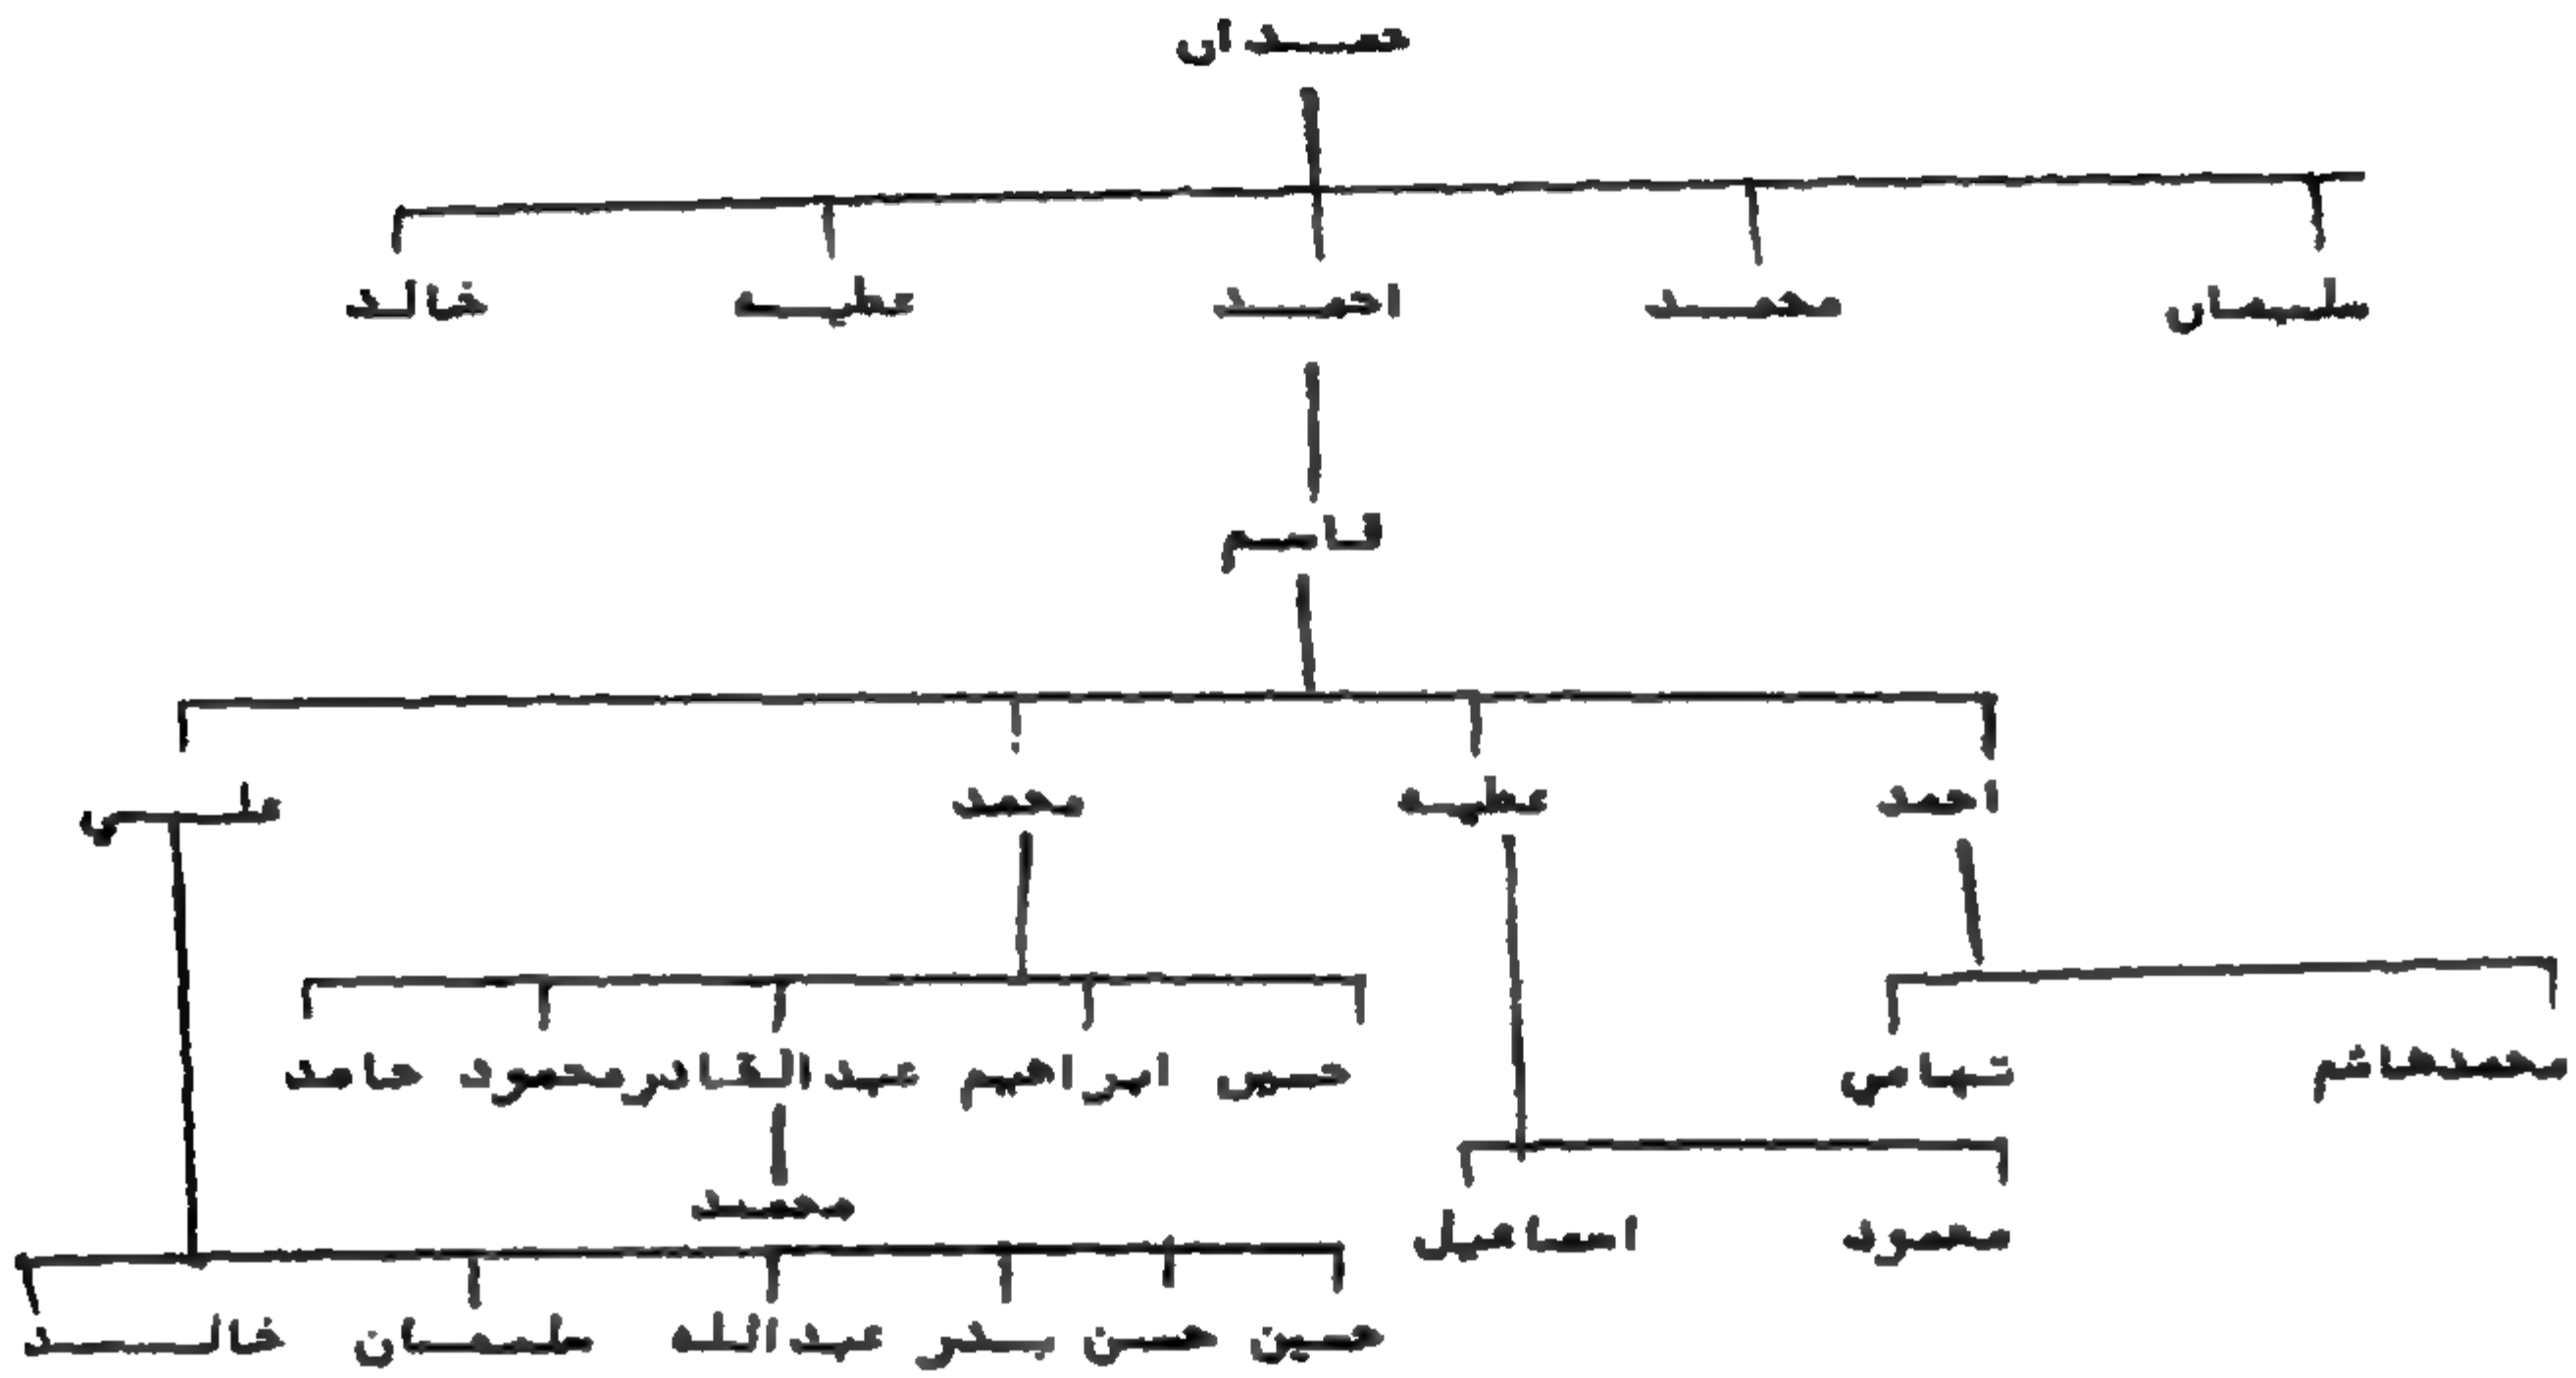 حمدان
سليمان محمد احمد عطيه خالد
قاسم
احمد عطيه محمد علي
محمدهاشم تهامي حسين ابراهيم عبدالقادر محمود حامد
محمد
محمود اسماعيل
حسين حسن بدر عبدالله سليمان خالد